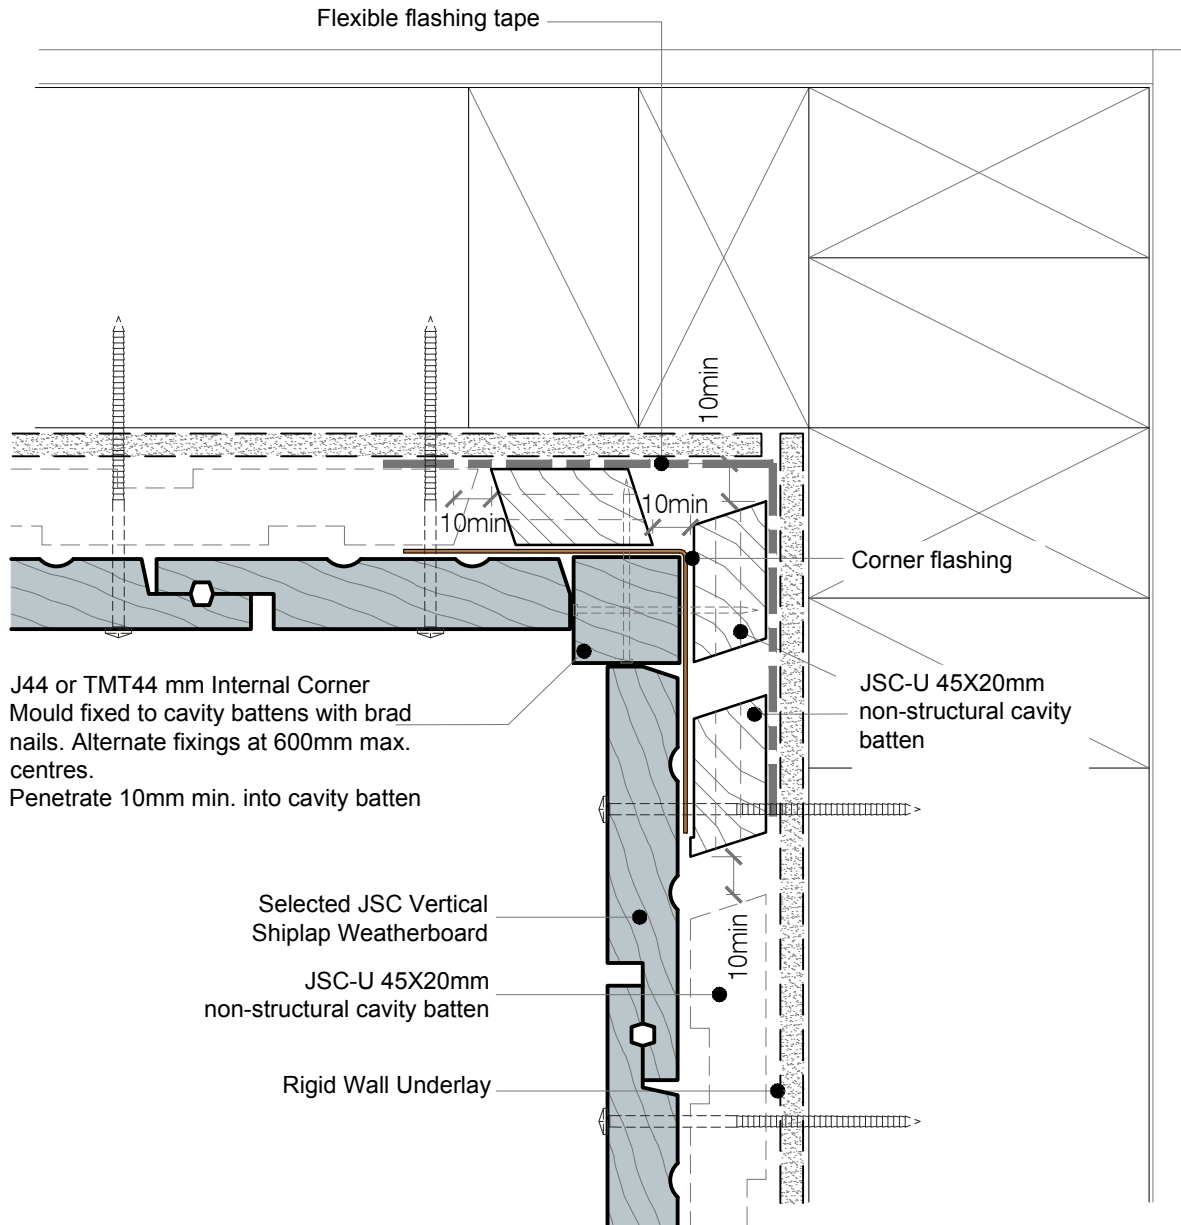 Flexible flashing tape
10min
10min
10min
Corner flashing
J44 or TMT44 mm Internal Corner
Mould fixed to cavity battens with brad
nails. Alternate fixings at 600mm max.
centres.
Penetrate 10mm min. into cavity batten
JSC-U 45X20mm
non-structural cavity
batten
Selected JSC Vertical
Shiplap Weatherboard
10min
JSC-U 45X20mm
non-structural cavity batten
Rigid Wall Underlay